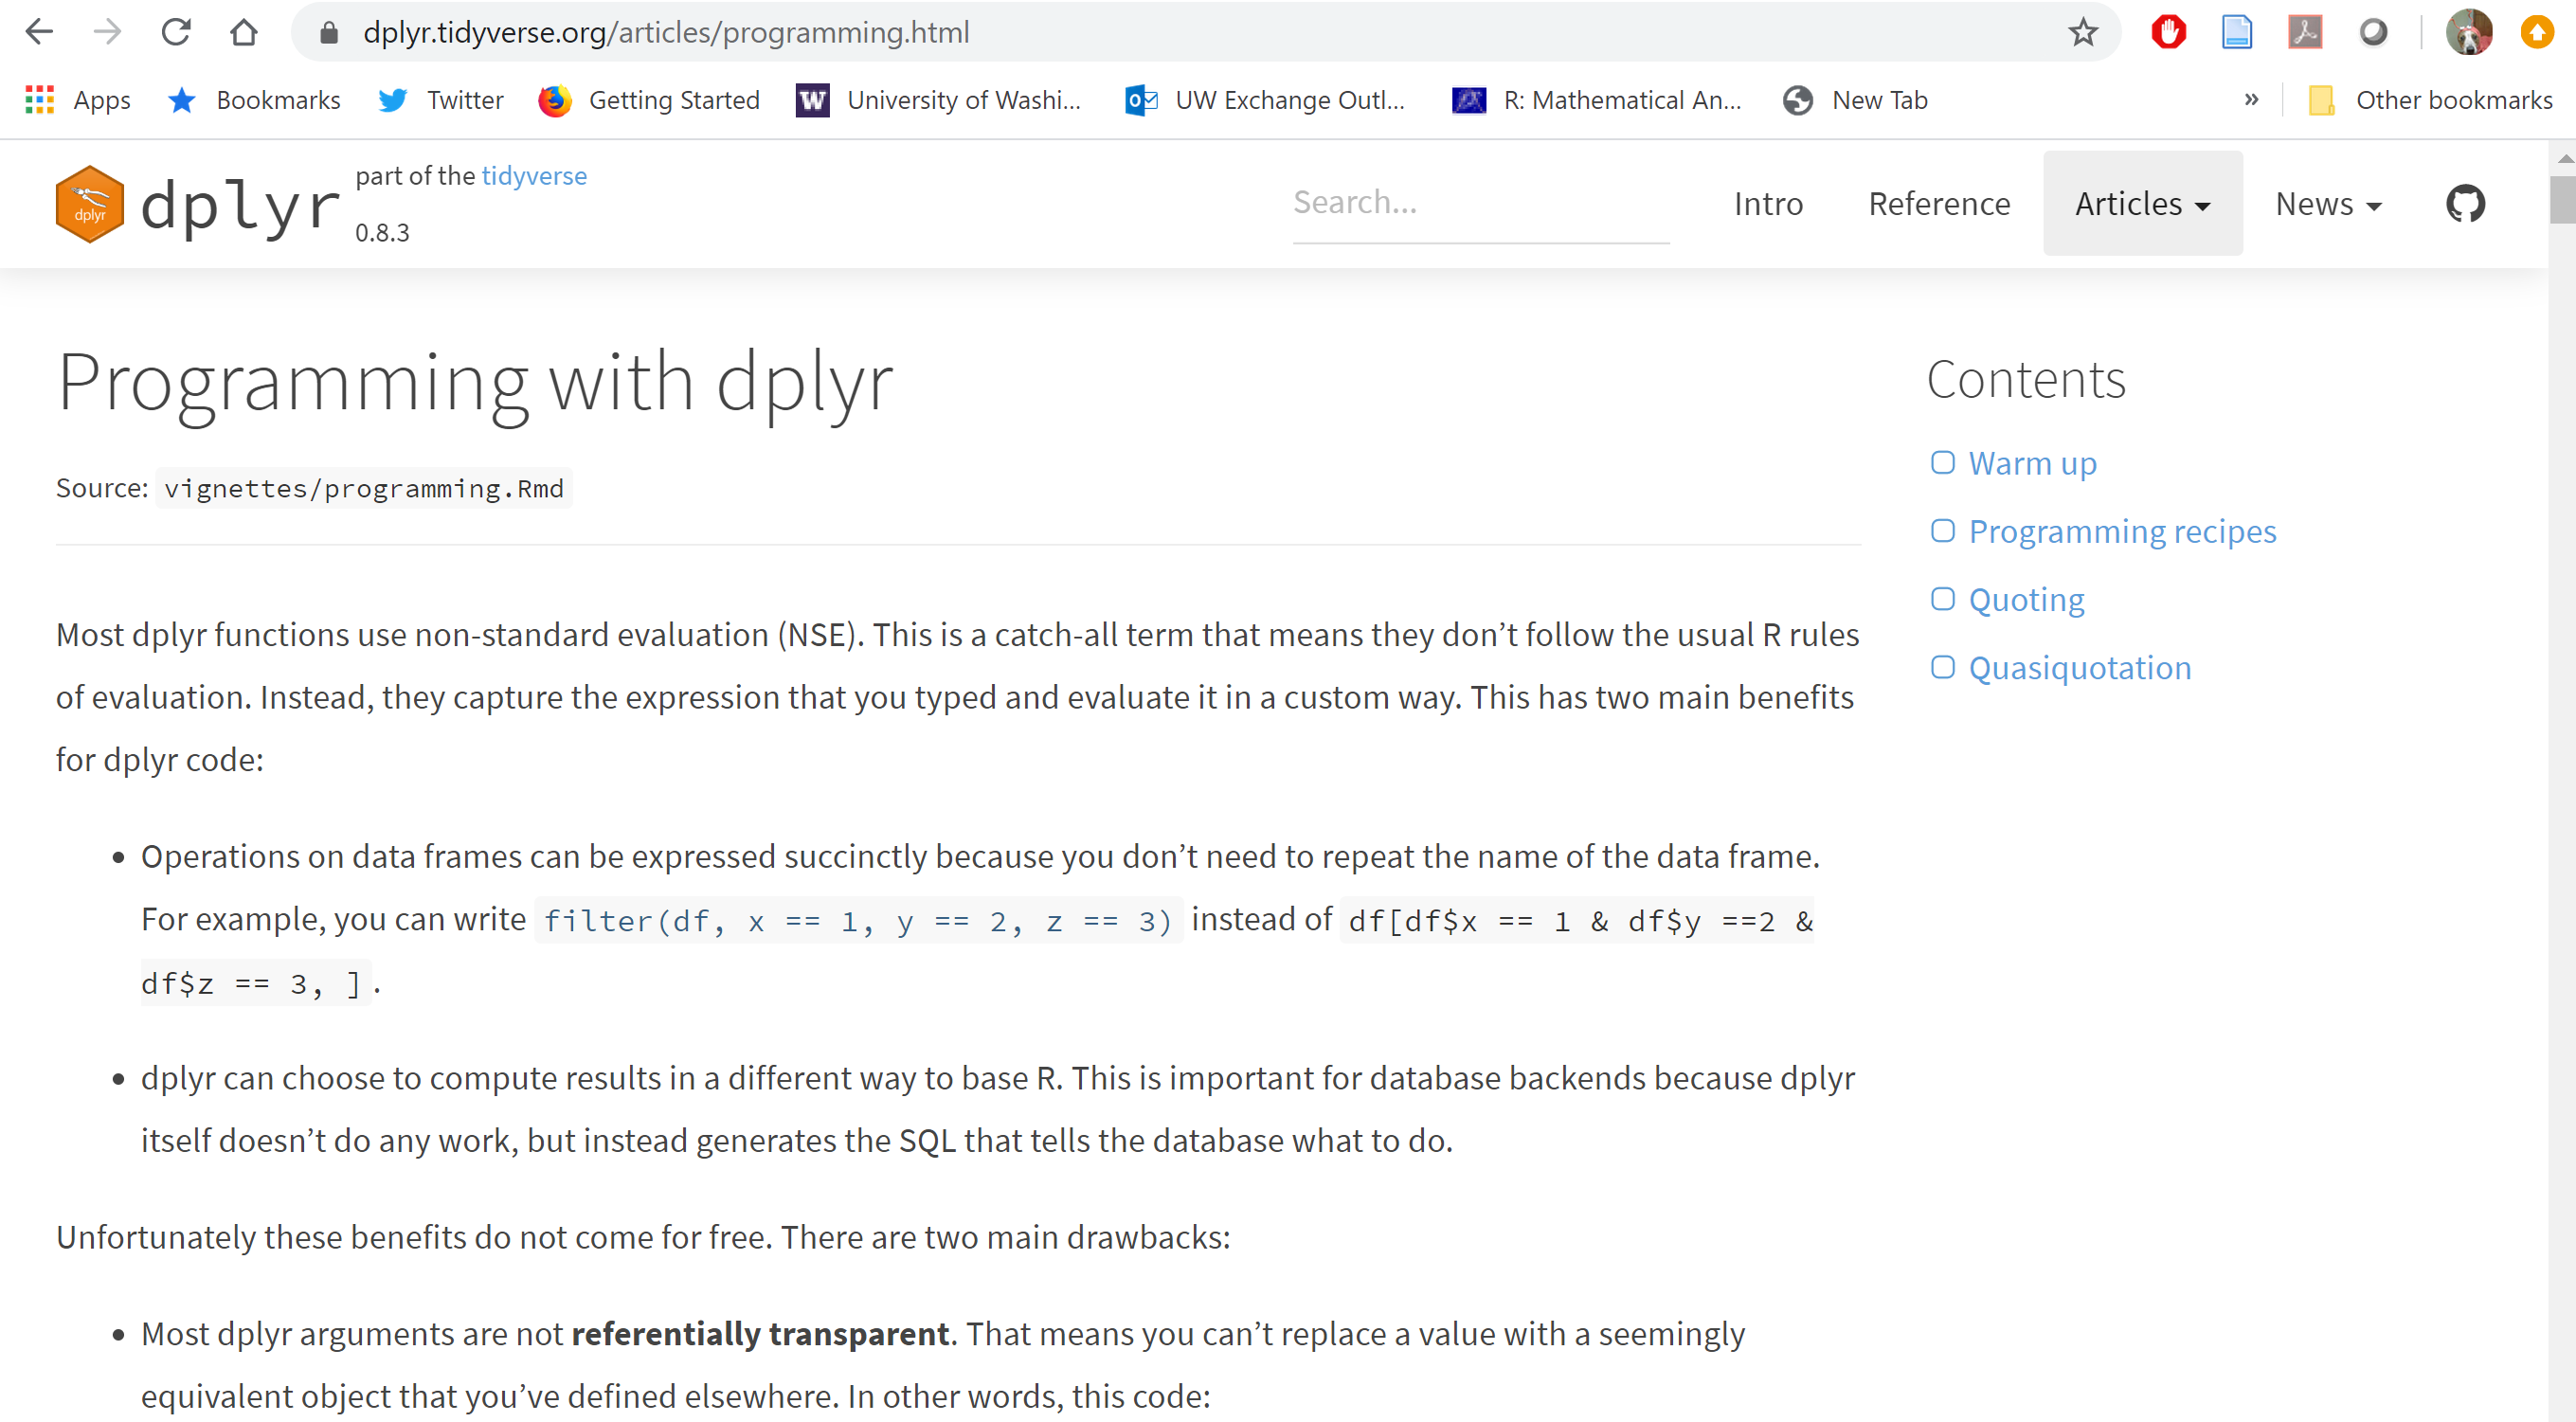 dplyr.tidyverse.org/articles/programming.html
Apps Bookmarks Twitter Getting Started University of Washi... UW Exchange Outl... R: Mathematical An... New Tab » Other bookmarks
dplyr
dplyr
part of the tidyverse
0.8.3
Search...
Intro Reference Articles News
Programming with dplyr
Source: vignettes/programming.Rmd
Most dplyr functions use non-standard evaluation (NSE). This is a catch-all term that means they don’t follow the usual R rules
of evaluation. Instead, they capture the expression that you typed and evaluate it in a custom way. This has two main benefits
for dplyr code:
• Operations on data frames can be expressed succinctly because you don’t need to repeat the name of the data frame.
For example, you can write filter(df, x == 1, y == 2, z == 3) instead of df[df$x == 1 & df$y ==2 &
df$z == 3, ].
• dplyr can choose to compute results in a different way to base R. This is important for database backends because dplyr
itself doesn’t do any work, but instead generates the SQL that tells the database what to do.
Unfortunately these benefits do not come for free. There are two main drawbacks:
• Most dplyr arguments are not referentially transparent. That means you can’t replace a value with a seemingly
equivalent object that you’ve defined elsewhere. In other words, this code:
Contents
Warm up
Programming recipes
Quoting
Quasiquotation